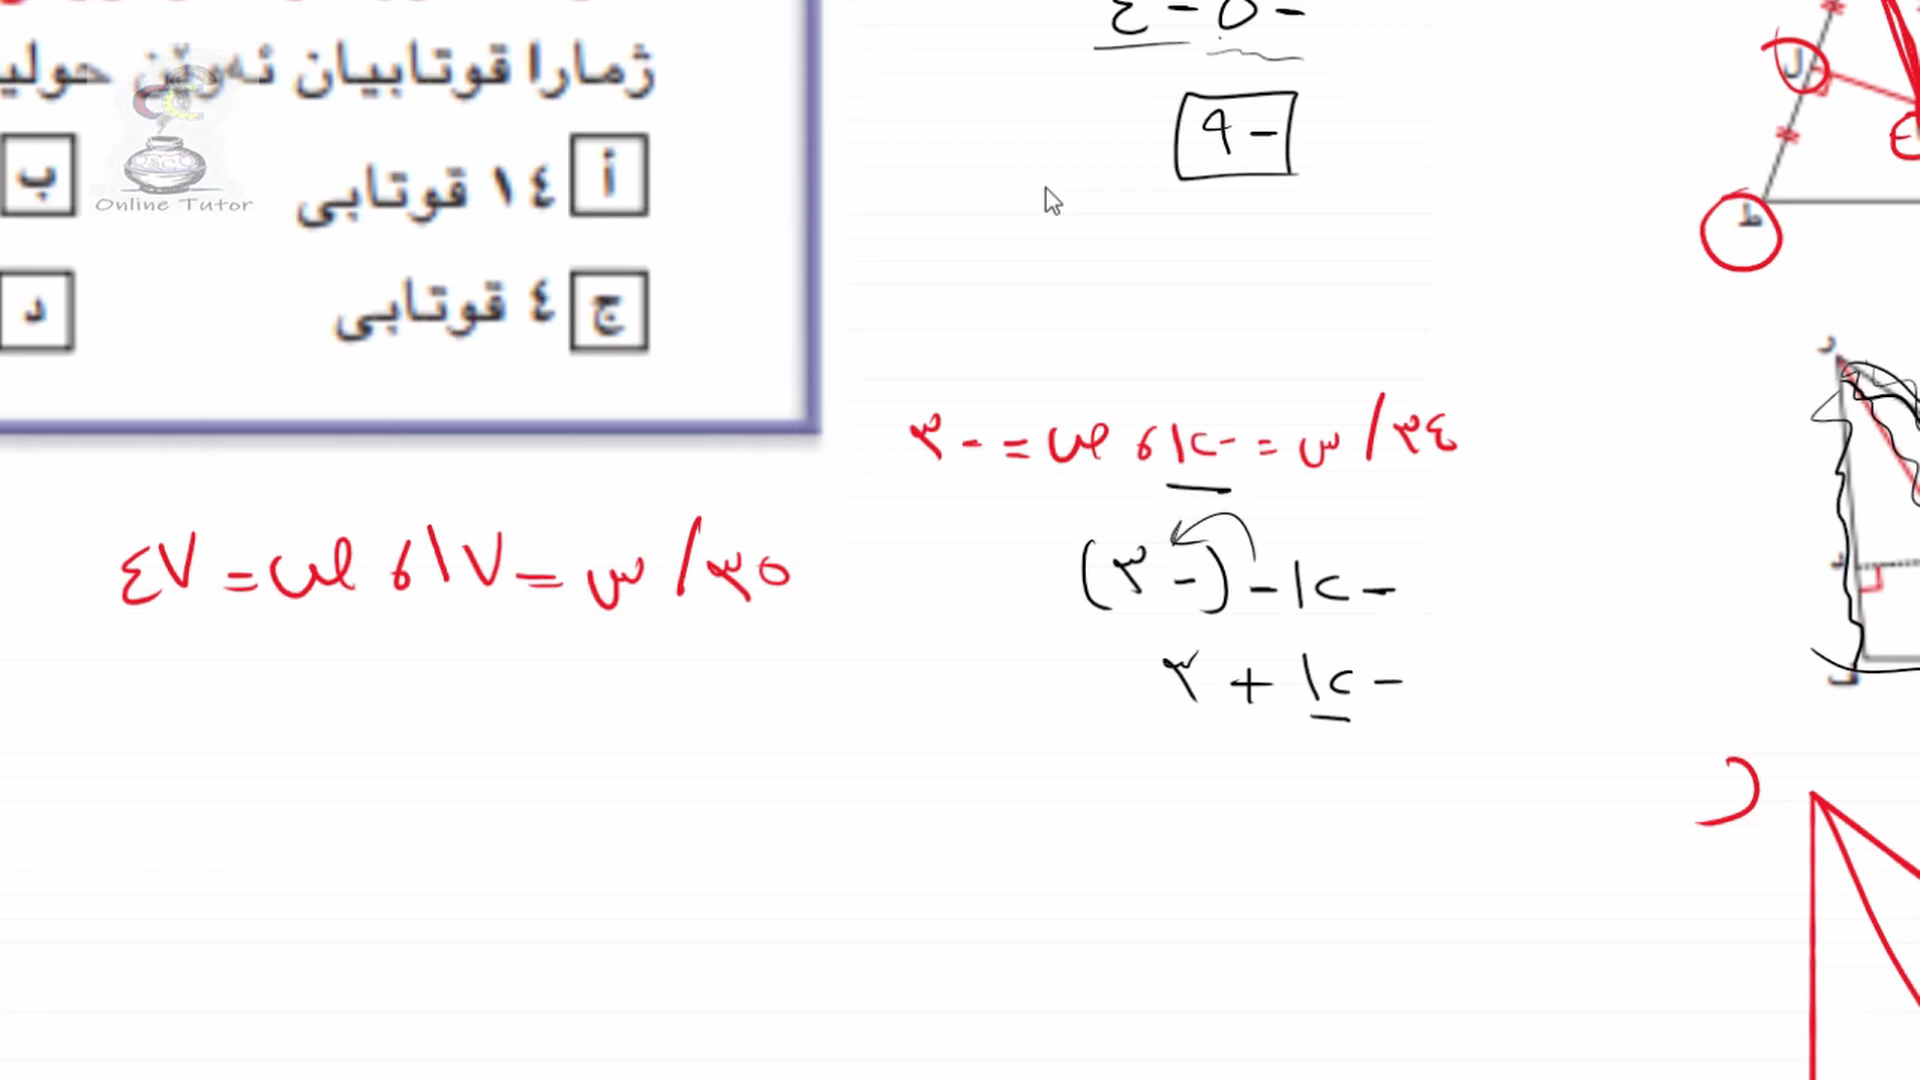 ژمارا قوتابیان ئەوێن
أ ١٤ قوتابی
ب
ج ٤ قوتابی
د
Online Tutor
- ٥ - ٤
- ٩
٣٤/ س = -١٢ ، ص = -٣
-١٢ - (-٣)
-١٢ + ٣
٣٥/ س = ١٧ ، ص = ٤٧
ل
ع
ط
ر